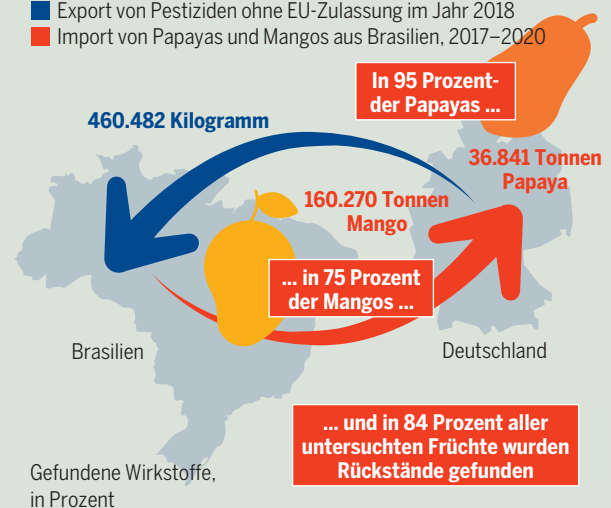 Export von Pestiziden ohne EU-Zulassung im Jahr 2018
Import von Papayas und Mangos aus Brasilien, 2017–2020
In 95 Prozent-
der Papayas ...
460.482 Kilogramm
36.841 Tonnen
Papaya
160.270 Tonnen
Mango
... in 75 Prozent
der Mangos ...
Brasilien
Deutschland
... und in 84 Prozent aller
untersuchten Früchte wurden
Rückstände gefunden
Gefundene Wirkstoffe,
in Prozent